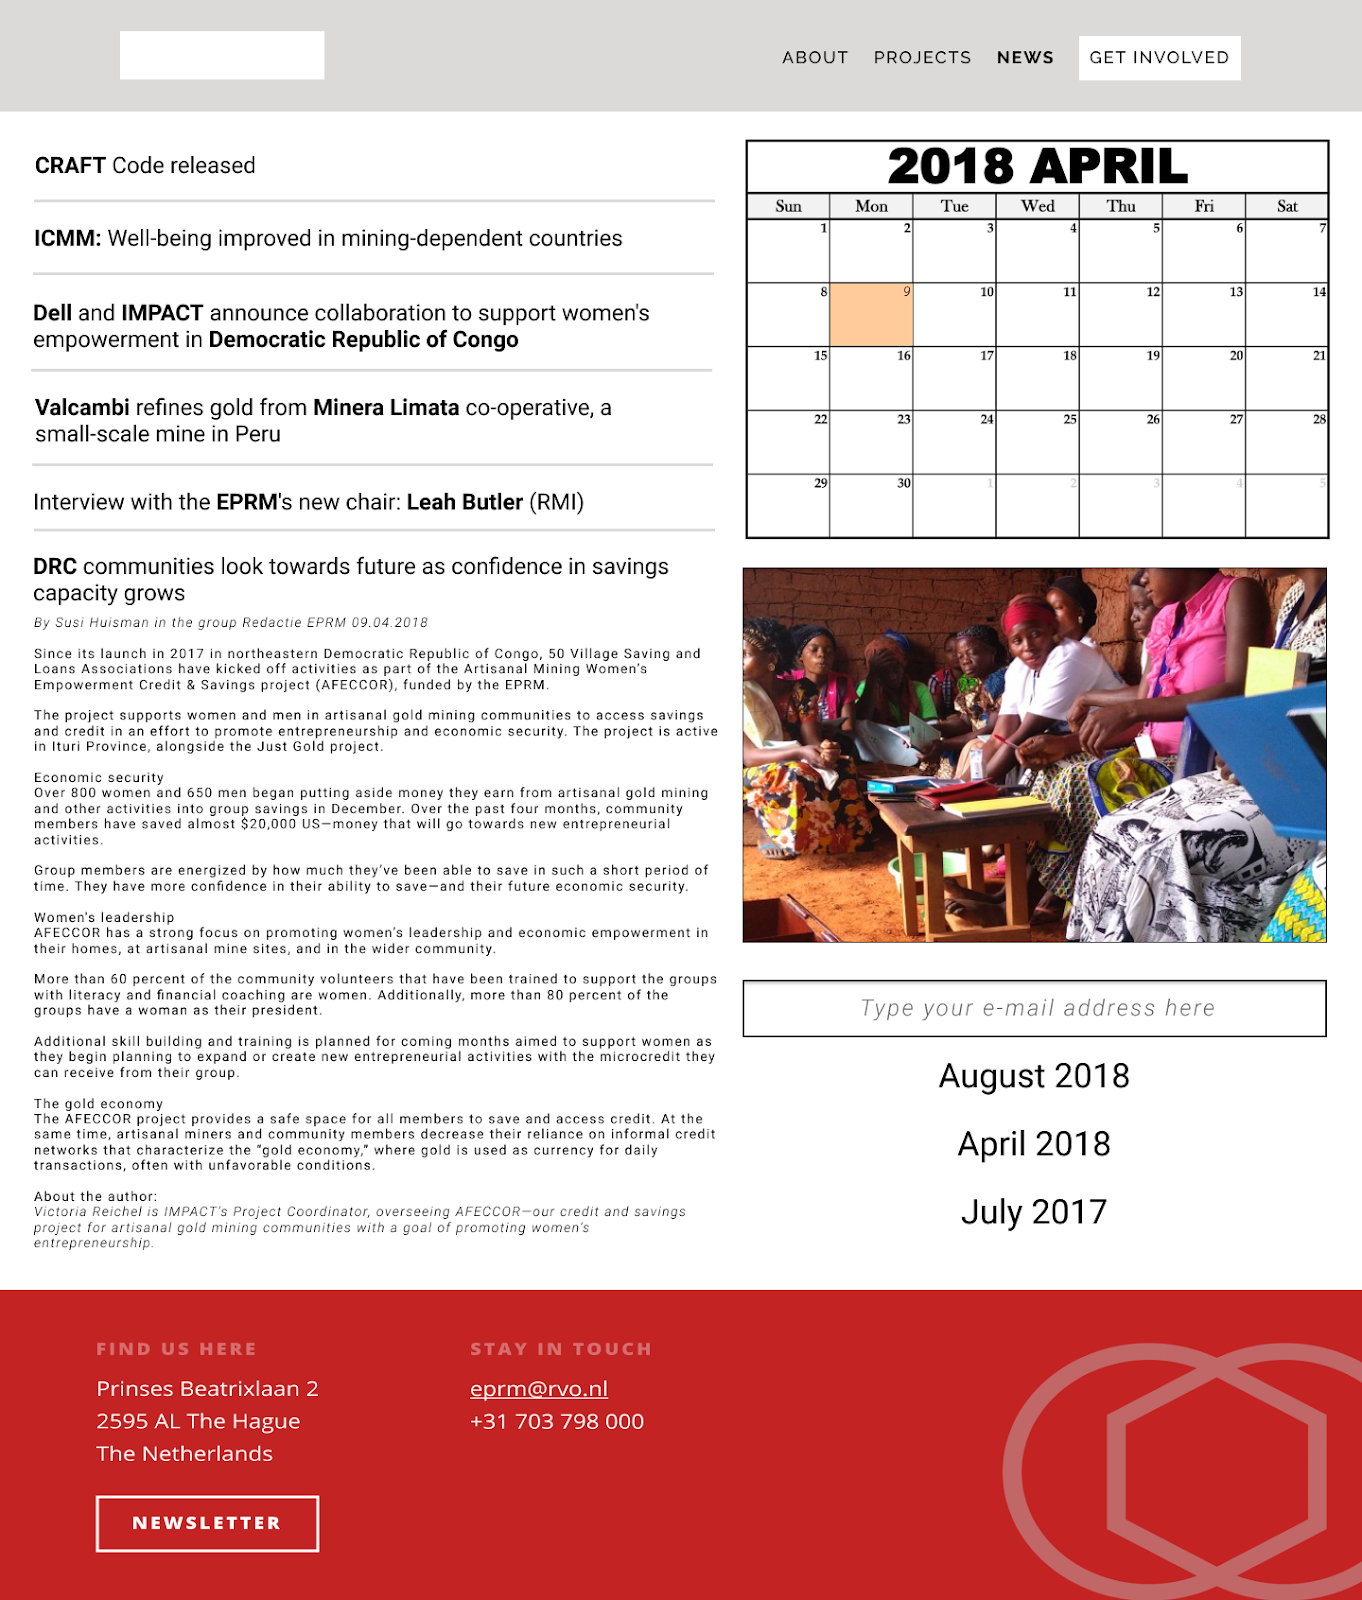 ABOUT PROJECTS NEWS GET INVOLVED
CRAFT Code released
ICMM: Well-being improved in mining-dependent countries
Dell and IMPACT announce collaboration to support women's
empowerment in Democratic Republic of Congo
Valcambi refines gold from Minera Limata co-operative, a
small-scale mine in Peru
Interview with the EPRM's new chair: Leah Butler (RMI)
DRC communities look towards future as confidence in savings
capacity grows
By Susi Huisman in the group Redactie EPRM 09.04.2018
Since its launch in 2017 in northeastern Democratic Republic of Congo, 50 Village Saving and
Loans Associations have kicked off activities as part of the Artisanal Mining Women's
Empowerment Credit & Savings project (AFECCOR), funded by the EPRM.
The project supports women and men in artisanal gold mining communities to access savings
and credit in an effort to promote entrepreneurship and economic security. The project is active
in Ituri Province, alongside the Just Gold project.
Economic security
Over 800 women and 650 men began putting aside money they earn from artisanal gold mining
and other activities into group savings in December. Over the past four months, community
members have saved almost $20,000 US—money that will go towards new entrepreneurial
activities.
Group members are energized by how much they've been able to save in such a short period of
time. They have more confidence in their ability to save—and their future economic security.
Women's leadership
AFECCOR has a strong focus on promoting women's leadership and economic empowerment in
their homes, at artisanal mine sites, and in the wider community.
More than 60 percent of the community volunteers that have been trained to support the groups
with literacy and financial coaching are women. Additionally, more than 80 percent of the
groups have a woman as their president.
Additional skill building and training is planned for coming months aimed to support women as
they begin planning to expand or create new entrepreneurial activities with the microcredit they
can receive from their group.
The gold economy
The AFECCOR project provides a safe space for all members to save and access credit. At the
same time, artisanal miners and community members decrease their reliance on informal credit
networks that characterize the “gold economy,” where gold is used as currency for daily
transactions, often with unfavorable conditions.
About the author:
Victoria Reichel is IMPACT's Project Coordinator, overseeing AFECCOR—our credit and savings
project for artisanal gold mining communities with a goal of promoting women's
entrepreneurship.
2018 APRIL
Sun Mon Tue Wed Thu Fri Sat
1 2 3 4 5 6 7
8 9 10 11 12 13 14
15 16 17 18 19 20 21
22 23 24 25 26 27 28
29 30 1 2 3 4 5
Type your e-mail address here
August 2018
April 2018
July 2017
FIND US HERE
Prinses Beatrixlaan 2
2595 AL The Hague
The Netherlands
NEWSLETTER
STAY IN TOUCH
eprm@rvo.nl
+31 703 798 000